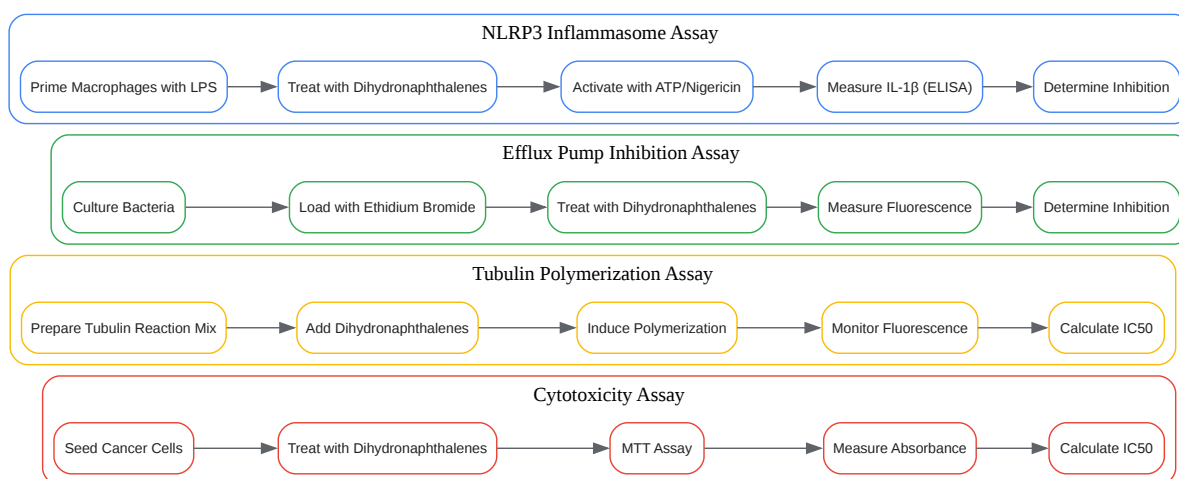 NLRP3 Inflammasome Assay
Prime Macrophages with LPS
Treat with Dihydronaphthalenes
Activate with ATP/Nigericin
Measure IL-1β (ELISA)
Determine Inhibition
Efflux Pump Inhibition Assay
Culture Bacteria
Load with Ethidium Bromide
Treat with Dihydronaphthalenes
Measure Fluorescence
Determine Inhibition
Tubulin Polymerization Assay
Prepare Tubulin Reaction Mix
Add Dihydronaphthalenes
Induce Polymerization
Monitor Fluorescence
Calculate IC50
Cytotoxicity Assay
Seed Cancer Cells
Treat with Dihydronaphthalenes
MTT Assay
Measure Absorbance
Calculate IC50